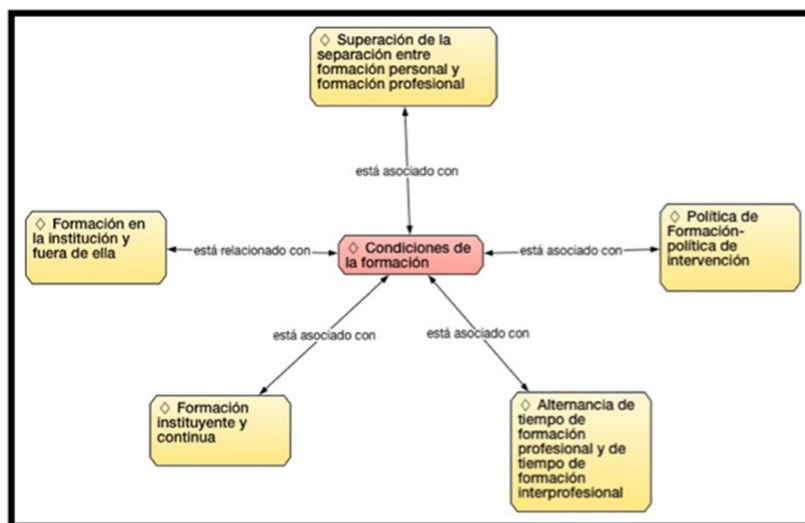 ◇ Superación de la
separación entre
formación personal y
formación profesional
está asociado con
◇ Formación en
la institución y
fuera de ella
está relacionado con
◇ Condiciones de
la formación
está asociado con
◇ Política de
Formación-
política de
intervención
está asociado con
está asociado con
◇ Formación
instituyente y
continua
◇ Alternancia de
tiempo de
formación
profesional y de
tiempo de
formación
interprofesional